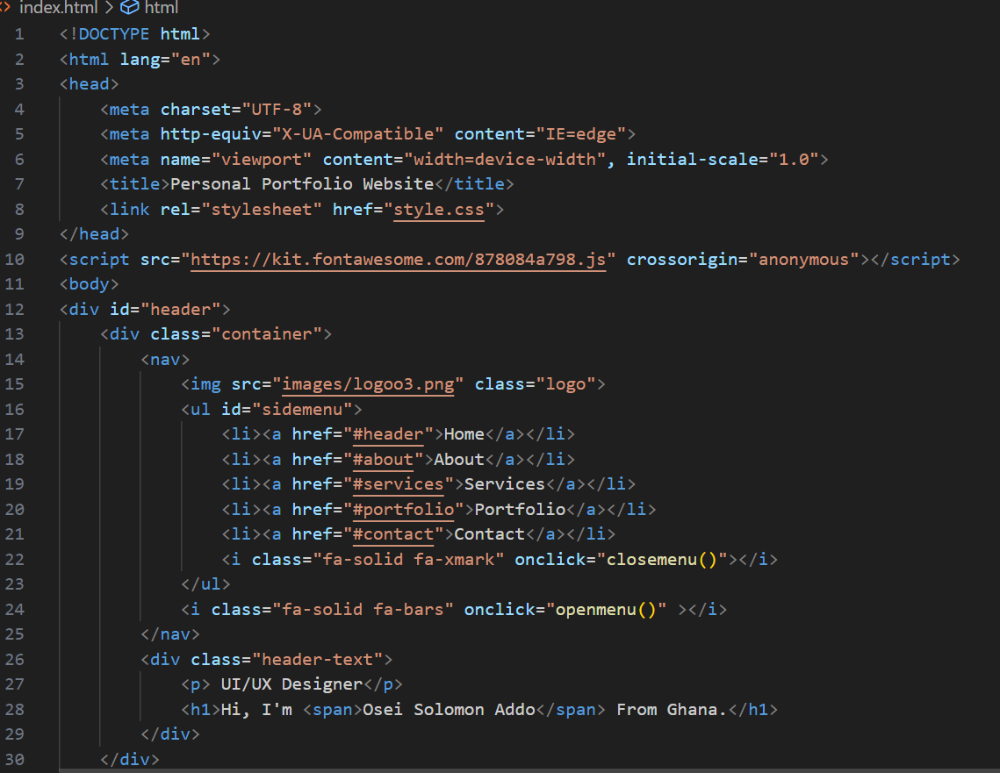 index.html > html
1 <!DOCTYPE html>
2 <html lang="en">
3 <head>
4     <meta charset="UTF-8">
5     <meta http-equiv="X-UA-Compatible" content="IE=edge">
6     <meta name="viewport" content="width=device-width", initial-scale="1.0">
7     <title>Personal Portfolio Website</title>
8     <link rel="stylesheet" href="style.css">
9 </head>
10 <script src="https://kit.fontawesome.com/878084a798.js" crossorigin="anonymous"></script>
11 <body>
12 <div id="header">
13     <div class="container">
14         <nav>
15             <img src="images/logoo3.png" class="logo">
16             <ul id="sidemenu">
17                 <li><a href="#header">Home</a></li>
18                 <li><a href="#about">About</a></li>
19                 <li><a href="#services">Services</a></li>
20                 <li><a href="#portfolio">Portfolio</a></li>
21                 <li><a href="#contact">Contact</a></li>
22                 <i class="fa-solid fa-xmark" onclick="closemenu()"></i>
23             </ul>
24             <i class="fa-solid fa-bars" onclick="openmenu()" ></i>
25         </nav>
26         <div class="header-text">
27             <p> UI/UX Designer</p>
28             <h1>Hi, I'm <span>Osei Solomon Addo</span> From Ghana.</h1>
29         </div>
30     </div>